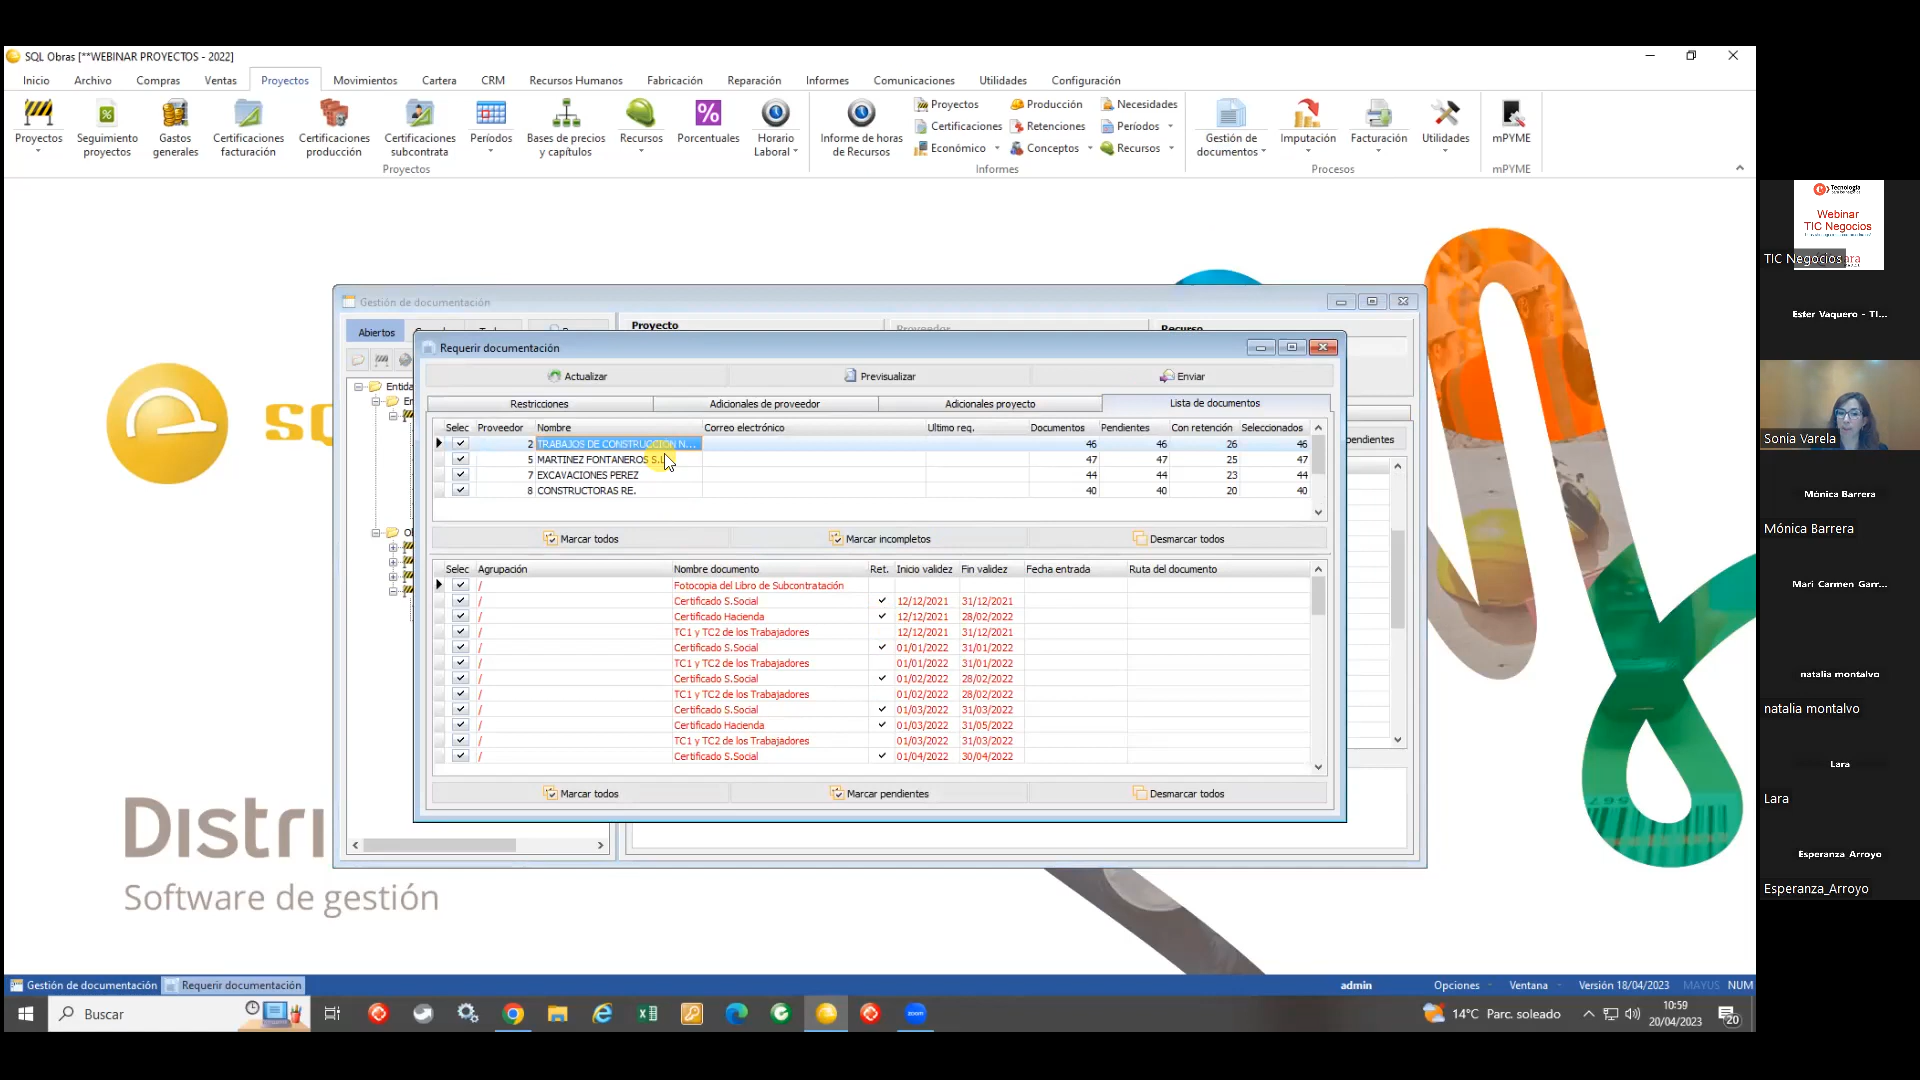 SQL Obras [**WEBINAR PROYECTOS - 2022]
Inicio Archivo Compras Ventas Proyectos Movimientos Cartera CRM Recursos Humanos Fabricación Reparación Informes Comunicaciones Utilidades Configuración
Proyectos
Seguimiento proyectos
Gastos generales
Certificaciones facturación
Certificaciones producción
Certificaciones subcontrata
Períodos
Bases de precios y capítulos
Recursos
Porcentuales
Horario Laboral
Informe de horas de Recursos
Proyectos Producción Necesidades
Certificaciones Retenciones Períodos
Económico Conceptos Recursos
Gestión de documentos
Imputación
Facturación
Utilidades
mPYME
Proyectos Informes Procesos mPYME
Tecnología para los negocios
Webinar
TIC Negocios
TIC Negocios
Ester Vaquero - TI...
Sonia Varela
Mónica Barrera
Mónica Barrera
Mari Carmen Garr...
natalia montalvo
natalia montalvo
Lara
Lara
Esperanza Arroyo
Esperanza_Arroyo
Gestión de documentación
Abiertos
Proyecto Proveedor Recurso
Entida
En
Ob
pendientes
Requerir documentación
Actualizar Previsualizar Enviar
Restricciones Adicionales de proveedor Adicionales proyecto Lista de documentos
Selec Proveedor Nombre Correo electrónico Ultimo req. Documentos Pendientes Con retención Seleccionados
2 TRABAJOS DE CONSTRUCCION N... 46 46 26 46
5 MARTINEZ FONTANEROS S.L 47 47 25 47
7 EXCAVACIONES PEREZ 44 44 23 44
8 CONSTRUCTORAS RE. 40 40 20 40
Marcar todos Marcar incompletos Desmarcar todos
Selec Agrupación Nombre documento Ret. Inicio validez Fin validez Fecha entrada Ruta del documento
/ Fotocopia del Libro de Subcontratación
/ Certificado S.Social 12/12/2021 31/12/2021
/ Certificado Hacienda 12/12/2021 28/02/2022
/ TC1 y TC2 de los Trabajadores 12/12/2021 31/12/2021
/ Certificado S.Social 01/01/2022 31/01/2022
/ TC1 y TC2 de los Trabajadores 01/01/2022 31/01/2022
/ Certificado S.Social 01/02/2022 28/02/2022
/ TC1 y TC2 de los Trabajadores 01/02/2022 28/02/2022
/ Certificado S.Social 01/03/2022 31/03/2022
/ Certificado Hacienda 01/03/2022 31/05/2022
/ TC1 y TC2 de los Trabajadores 01/03/2022 31/03/2022
/ Certificado S.Social 01/04/2022 30/04/2022
Marcar todos Marcar pendientes Desmarcar todos
SQ
Distri
Software de gestión
Gestión de documentación Requerir documentación admin Opciones Ventana Versión 18/04/2023 MAYUS NUM
Buscar
zoom
14°C Parc. soleado
10:59
20/04/2023
20